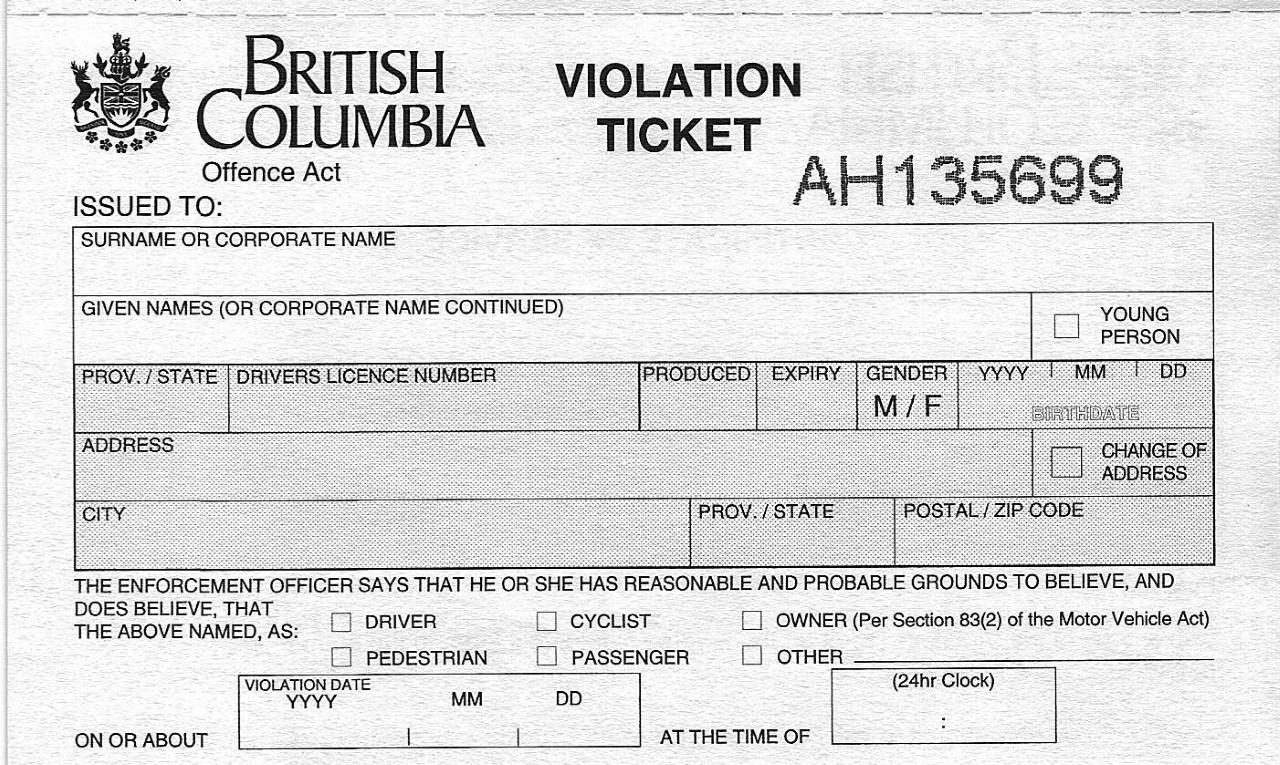 BRITISH
COLUMBIA
Offence Act
VIOLATION
TICKET
AH135699
ISSUED TO:
SURNAME OR CORPORATE NAME
GIVEN NAMES (OR CORPORATE NAME CONTINUED)
YOUNG
PERSON
PROV. / STATE DRIVERS LICENCE NUMBER PRODUCED EXPIRY GENDER YYYY MM DD
M / F BIRTHDATE
ADDRESS
CHANGE OF
ADDRESS
CITY PROV. / STATE POSTAL / ZIP CODE
THE ENFORCEMENT OFFICER SAYS THAT HE OR SHE HAS REASONABLE AND PROBABLE GROUNDS TO BELIEVE, AND
DOES BELIEVE, THAT
THE ABOVE NAMED, AS:
DRIVER CYCLIST OWNER (Per Section 83(2) of the Motor Vehicle Act)
PEDESTRIAN PASSENGER OTHER
VIOLATION DATE
YYYY MM DD
(24hr Clock)
:
ON OR ABOUT AT THE TIME OF